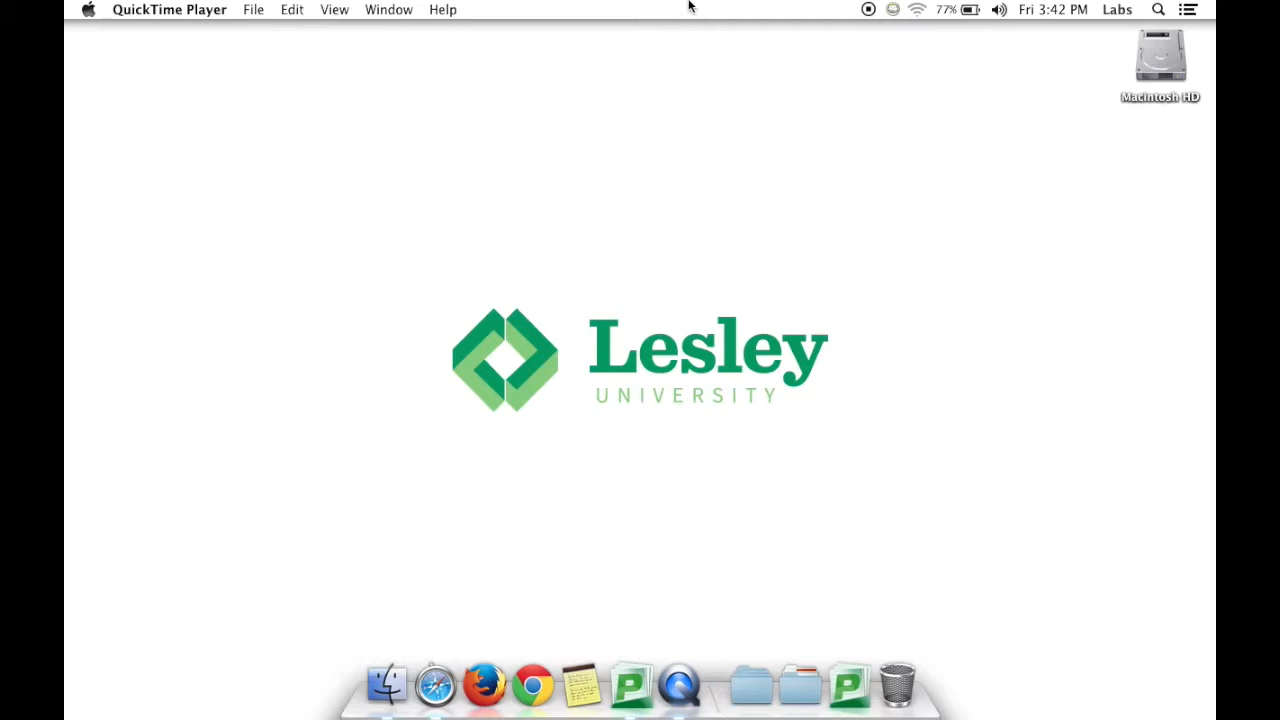 QuickTime Player File Edit View Window Help 77% Fri 3:42 PM Labs
Macintosh HD
Lesley
UNIVERSITY
P P